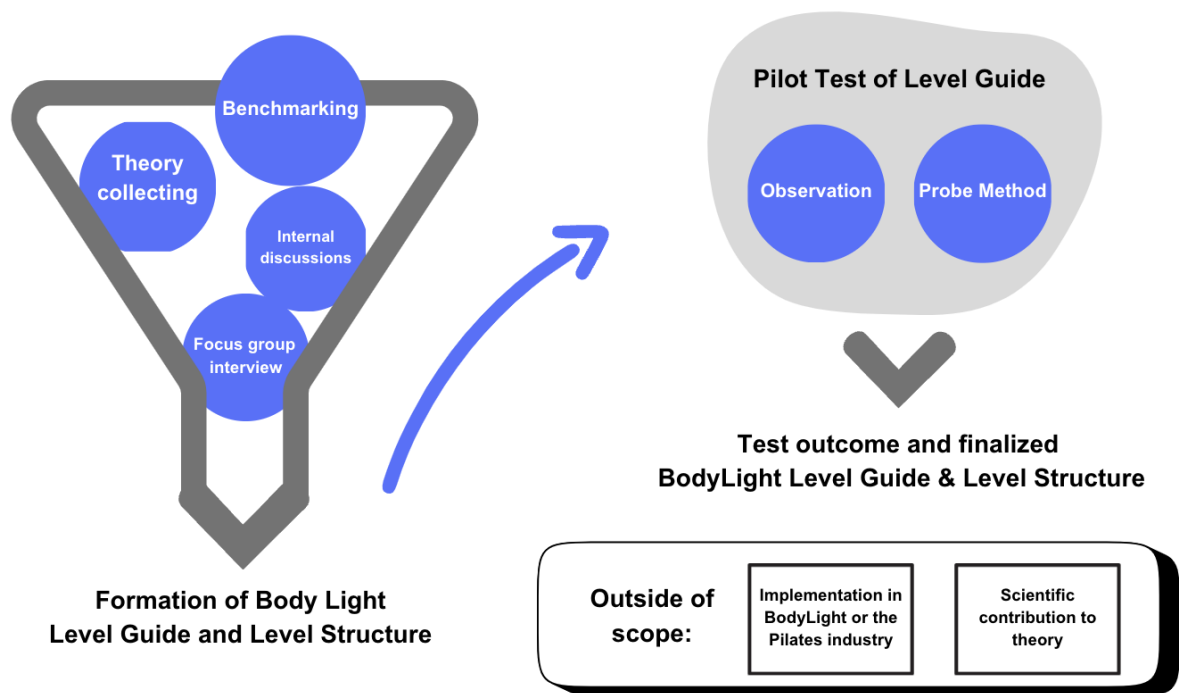 Benchmarking
Theory
collecting
Internal
discussions
Focus group
interview
Formation of Body Light
Level Guide and Level Structure
Pilot Test of Level Guide
Observation
Probe Method
Test outcome and finalized
BodyLight Level Guide & Level Structure
Outside of
scope:
Implementation in
BodyLight or the
Pilates industry
Scientific
contribution to
theory